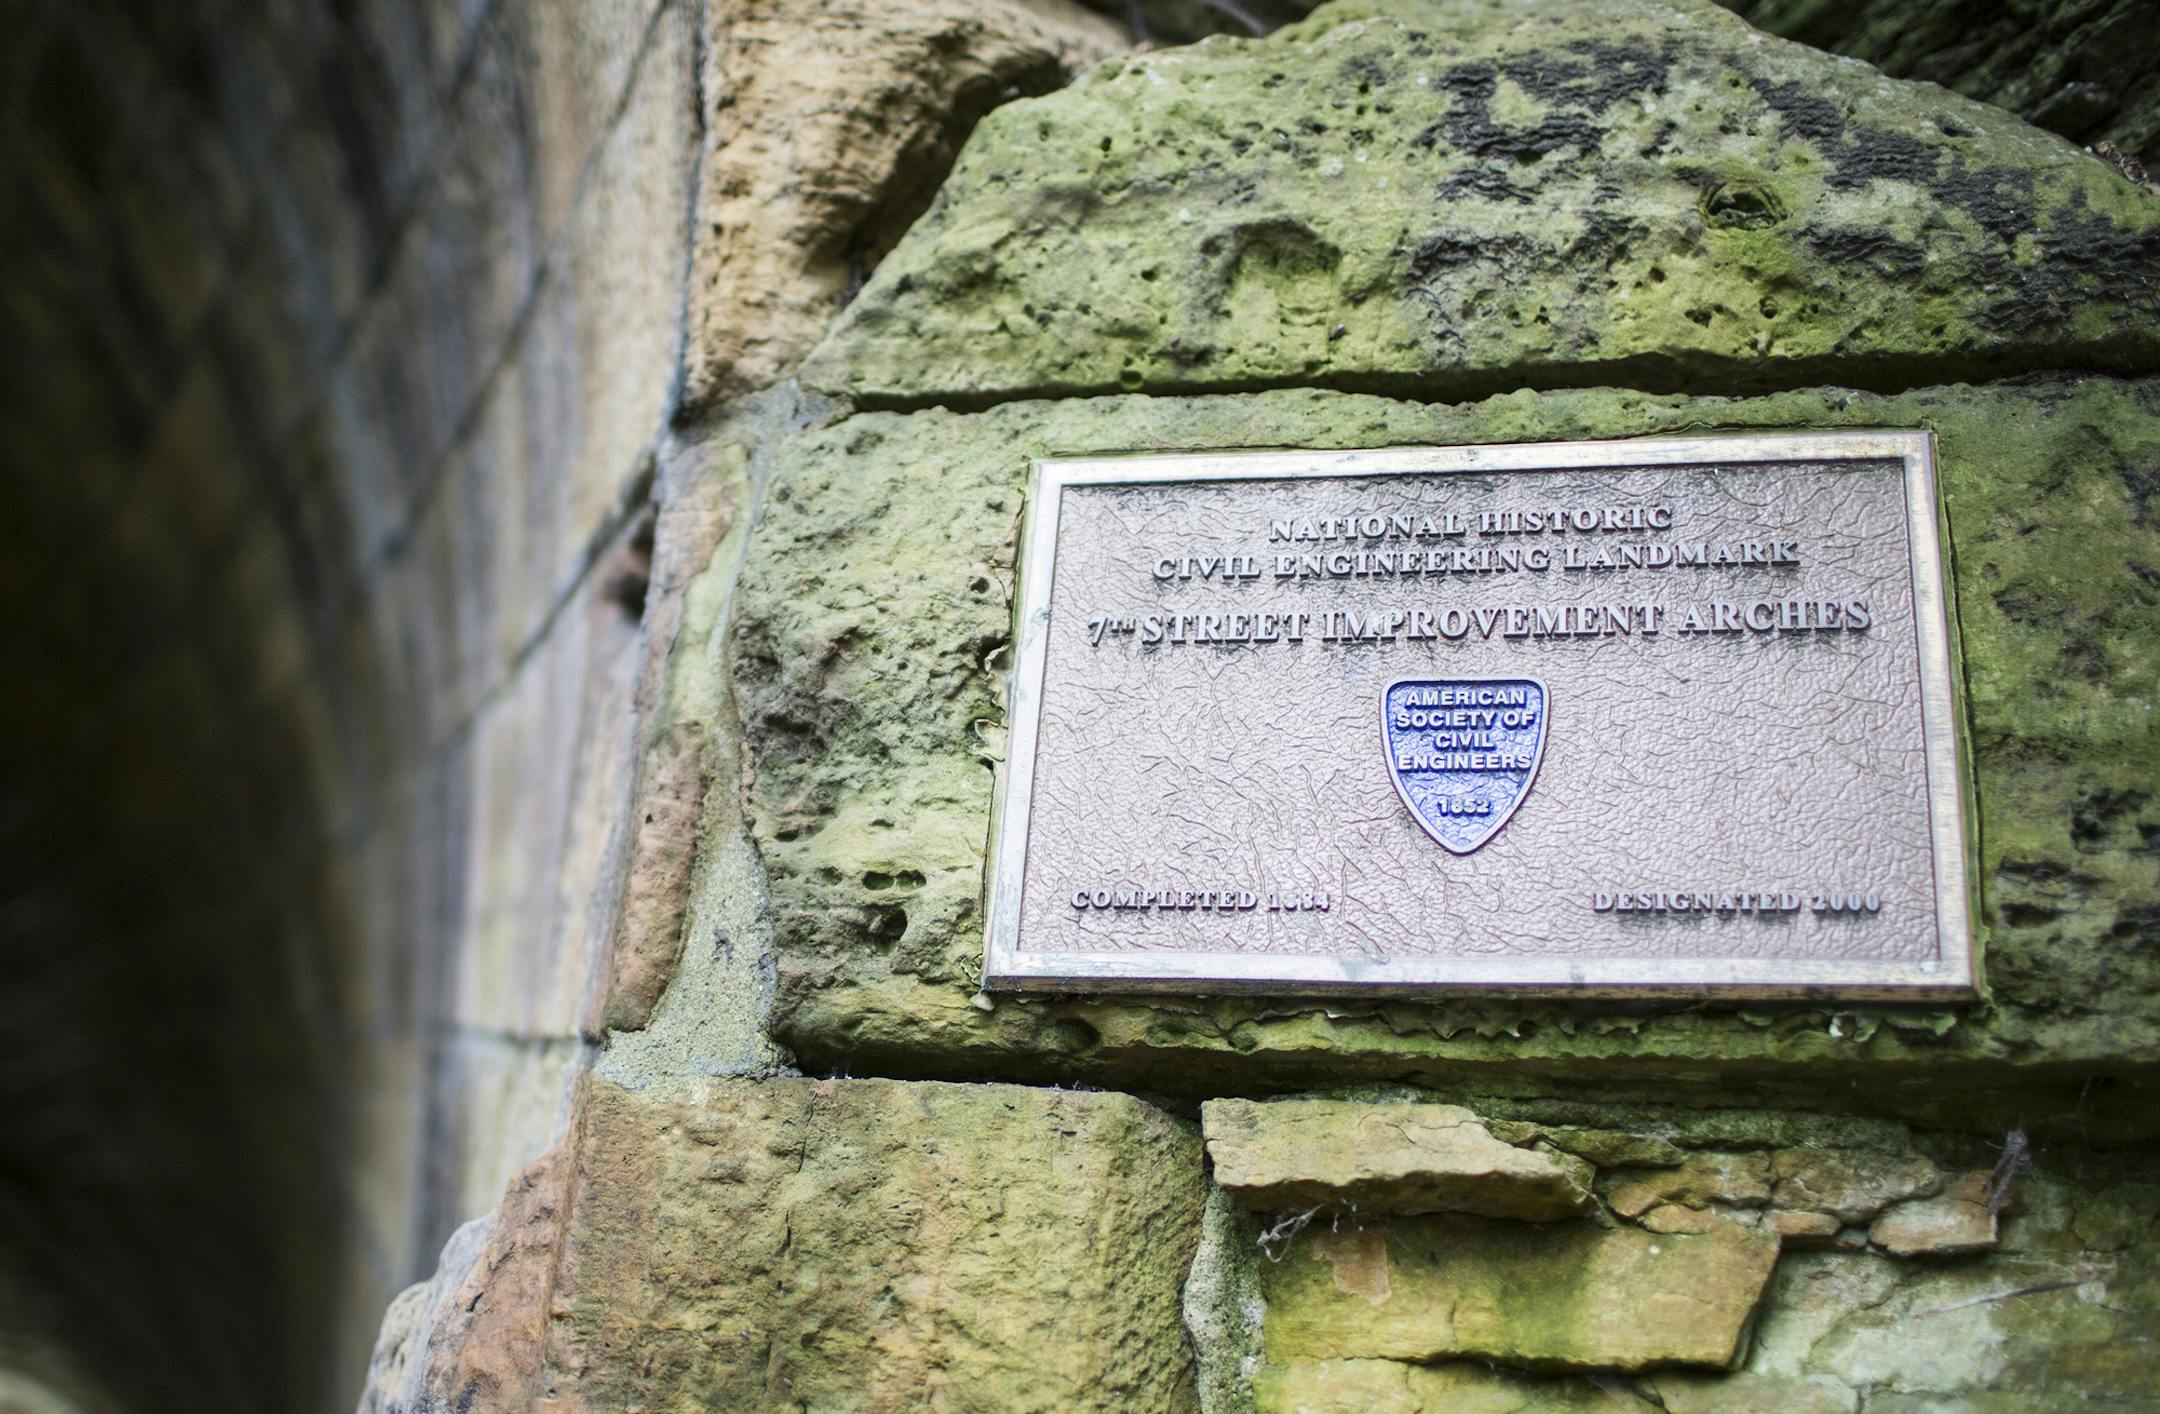 NATIONAL HISTORIC
CIVIL ENGINEERING LANDMARK
7TH STREET IMPROVEMENT ARCHES
AMERICAN
SOCIETY OF
CIVIL
ENGINEERS
1852
COMPLETED 1884
DESIGNATED 2000